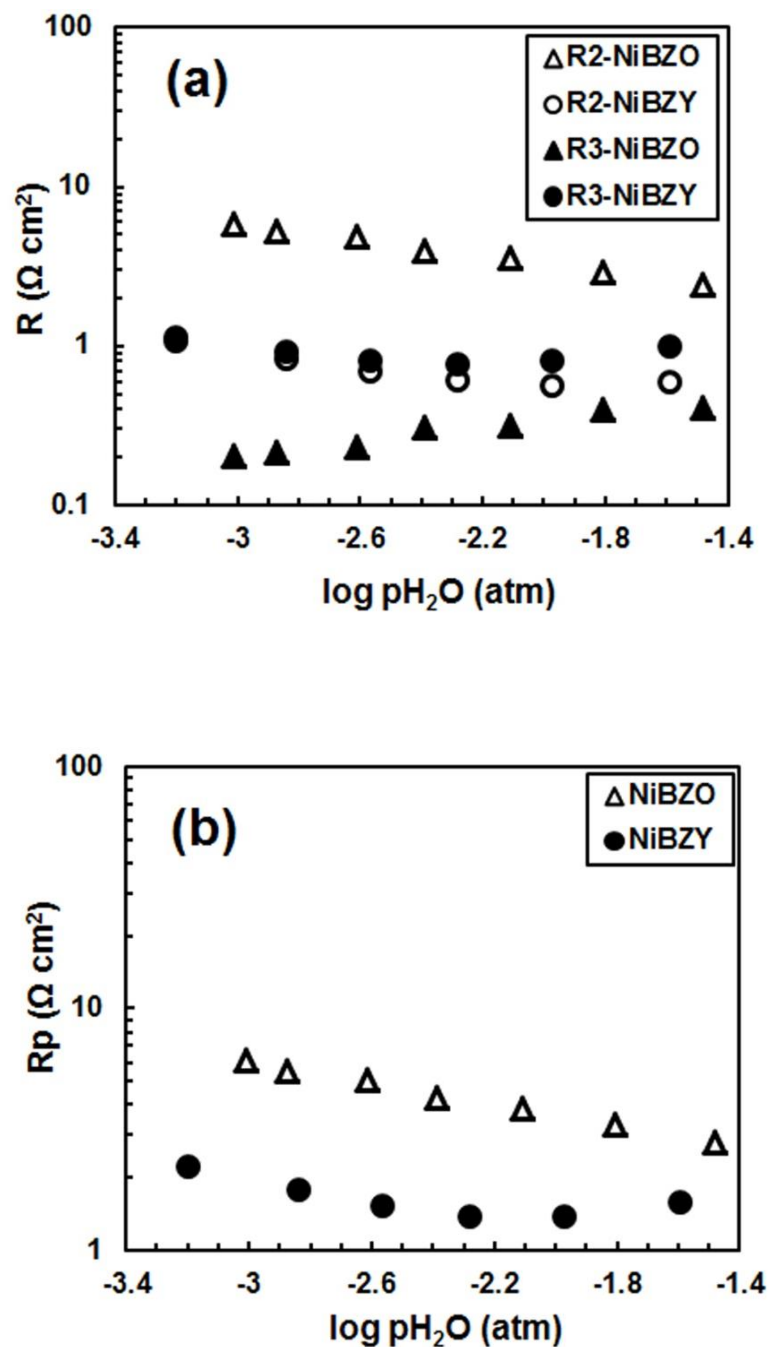 (a)
△ R2-NiBZO
○ R2-NiBZY
▲ R3-NiBZO
● R3-NiBZY
R (Ω cm²)
100
10
1
0.1
-3.4 -3 -2.6 -2.2 -1.8 -1.4
log pH₂O (atm)
(b)
△ NiBZO
● NiBZY
Rp (Ω cm²)
100
10
1
-3.4 -3 -2.6 -2.2 -1.8 -1.4
log pH₂O (atm)